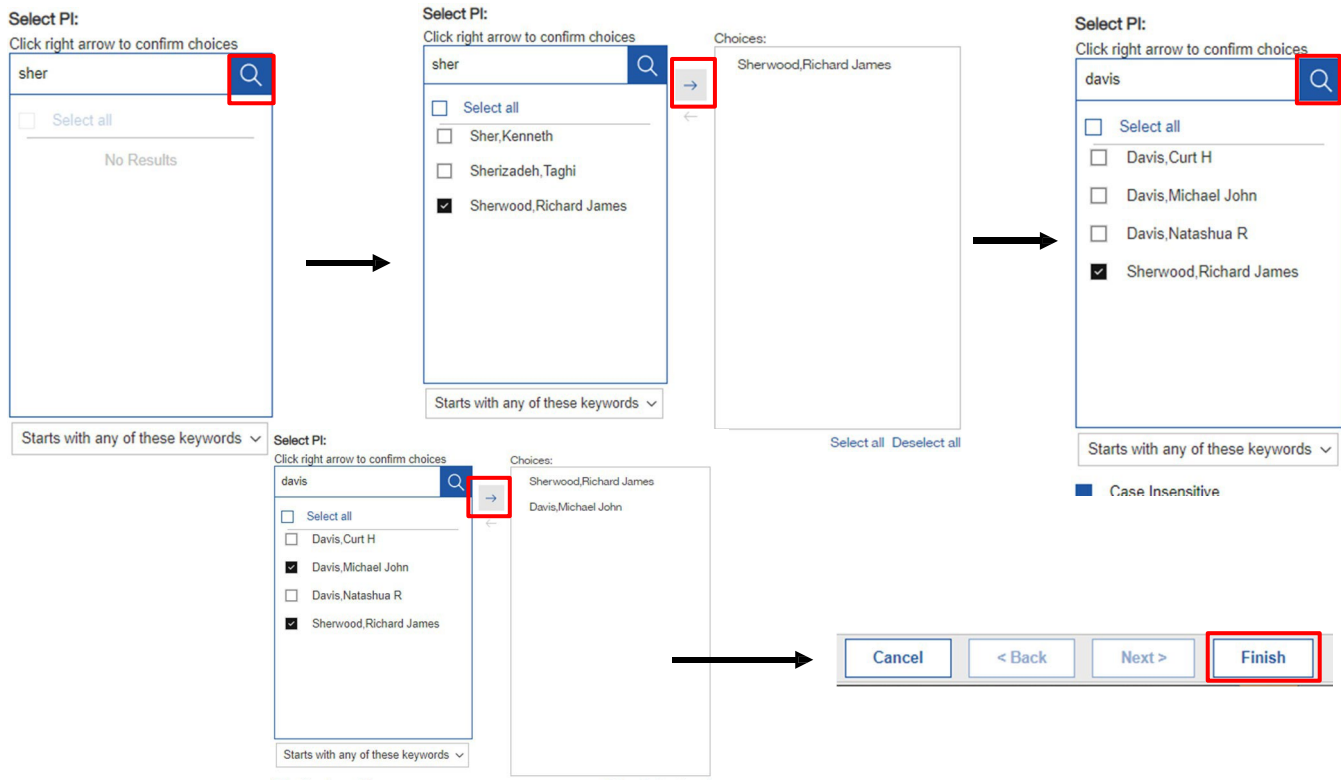 Select PI:
Click right arrow to confirm choices
sher
Select all
No Results
Starts with any of these keywords
Select PI:
Click right arrow to confirm choices
sher
Select all
Sher,Kenneth
Sherizadeh,Taghi
Sherwood,Richard James
Starts with any of these keywords
Choices:
Sherwood,Richard James
Select all Deselect all
Select PI:
Click right arrow to confirm choices
davis
Select all
Davis,Curt H
Davis,Michael John
Davis,Natashua R
Sherwood,Richard James
Starts with any of these keywords
Case Insensitive
Select PI:
Click right arrow to confirm choices
davis
Select all
Davis,Curt H
Davis,Michael John
Davis,Natashua R
Sherwood,Richard James
Starts with any of these keywords
Choices:
Sherwood,Richard James
Davis,Michael John
Cancel
< Back
Next >
Finish